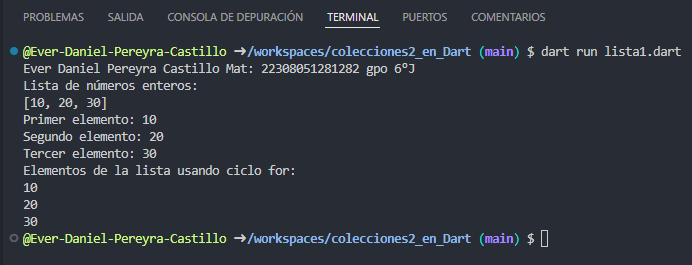 PROBLEMAS SALIDA CONSOLA DE DEPURACIÓN TERMINAL PUERTOS COMENTARIOS
@Ever-Daniel-Pereyra-Castillo ➜/workspaces/colecciones2_en_Dart (main) $ dart run lista1.dart
Ever Daniel Pereyra Castillo Mat: 22308051281282 gpo 6°J
Lista de números enteros:
[10, 20, 30]
Primer elemento: 10
Segundo elemento: 20
Tercer elemento: 30
Elementos de la lista usando ciclo for:
10
20
30
@Ever-Daniel-Pereyra-Castillo ➜/workspaces/colecciones2_en_Dart (main) $